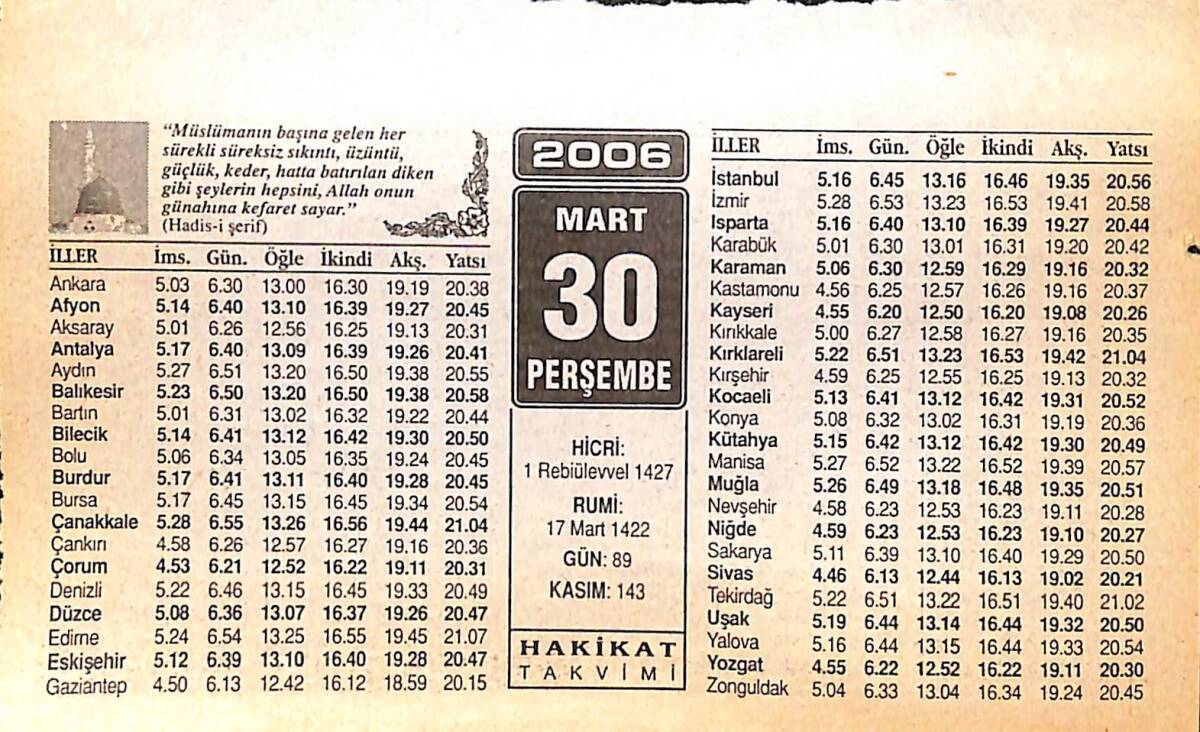 “Müslümanın başına gelen her
sürekli süreksiz sıkıntı, üzüntü,
güçlük, keder, hatta batırılan diken
gibi şeylerin hepsini, Allah onun
günahına kefaret sayar.”
(Hadis-i şerif)
İLLER İms. Gün. Öğle İkindi Akş. Yatsı
Ankara 5.03 6.30 13.00 16.30 19.19 20.38
Afyon 5.14 6.40 13.10 16.39 19.27 20.45
Aksaray 5.01 6.26 12.56 16.25 19.13 20.31
Antalya 5.17 6.40 13.09 16.39 19.26 20.41
Aydın 5.27 6.51 13.20 16.50 19.38 20.55
Balıkesir 5.23 6.50 13.20 16.50 19.38 20.58
Bartın 5.01 6.31 13.02 16.32 19.22 20.44
Bilecik 5.14 6.41 13.12 16.42 19.30 20.50
Bolu 5.06 6.34 13.05 16.35 19.24 20.45
Burdur 5.17 6.41 13.11 16.40 19.28 20.45
Bursa 5.17 6.45 13.15 16.45 19.34 20.54
Çanakkale 5.28 6.55 13.26 16.56 19.44 21.04
Çankırı 4.58 6.26 12.57 16.27 19.16 20.36
Çorum 4.53 6.21 12.52 16.22 19.11 20.31
Denizli 5.22 6.46 13.15 16.45 19.33 20.49
Düzce 5.08 6.36 13.07 16.37 19.26 20.47
Edirne 5.24 6.54 13.25 16.55 19.45 21.07
Eskişehir 5.12 6.39 13.10 16.40 19.28 20.47
Gaziantep 4.50 6.13 12.42 16.12 18.59 20.15
2006
MART
30
PERŞEMBE
HİCRİ:
1 Rebiülevvel 1427
RUMİ:
17 Mart 1422
GÜN: 89
KASIM: 143
HAKİKAT
TAKVİMİ
İLLER İms. Gün. Öğle İkindi Akş. Yatsı
İstanbul 5.16 6.45 13.16 16.46 19.35 20.56
İzmir 5.28 6.53 13.23 16.53 19.41 20.58
Isparta 5.16 6.40 13.10 16.39 19.27 20.44
Karabük 5.01 6.30 13.01 16.31 19.20 20.42
Karaman 5.06 6.30 12.59 16.29 19.16 20.32
Kastamonu 4.56 6.25 12.57 16.26 19.16 20.37
Kayseri 4.55 6.20 12.50 16.20 19.08 20.26
Kırıkkale 5.00 6.27 12.58 16.27 19.16 20.35
Kırklareli 5.22 6.51 13.23 16.53 19.42 21.04
Kırşehir 4.59 6.25 12.55 16.25 19.13 20.32
Kocaeli 5.13 6.41 13.12 16.42 19.31 20.52
Konya 5.08 6.32 13.02 16.31 19.19 20.36
Kütahya 5.15 6.42 13.12 16.42 19.30 20.49
Manisa 5.27 6.52 13.22 16.52 19.39 20.57
Muğla 5.26 6.49 13.18 16.48 19.35 20.51
Nevşehir 4.58 6.23 12.53 16.23 19.11 20.28
Niğde 4.59 6.23 12.53 16.23 19.10 20.27
Sakarya 5.11 6.39 13.10 16.40 19.29 20.50
Sivas 4.46 6.13 12.44 16.13 19.02 20.21
Tekirdağ 5.22 6.51 13.22 16.51 19.40 21.02
Uşak 5.19 6.44 13.14 16.44 19.32 20.50
Yalova 5.16 6.44 13.15 16.44 19.33 20.54
Yozgat 4.55 6.22 12.52 16.22 19.11 20.30
Zonguldak 5.04 6.33 13.04 16.34 19.24 20.45